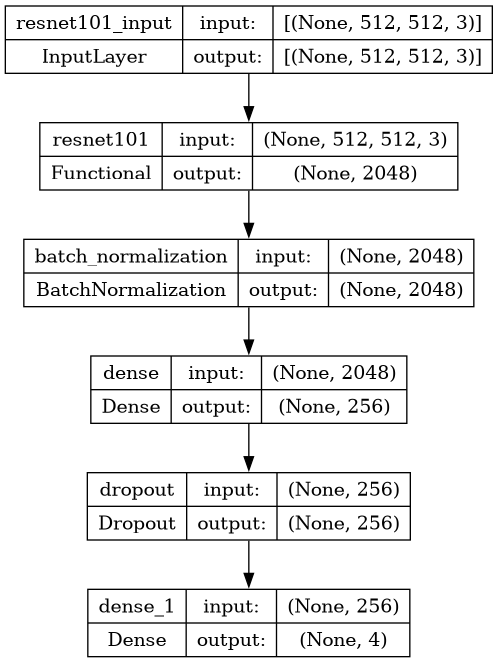 resnet101_input input: [(None, 512, 512, 3)]
InputLayer output: [(None, 512, 512, 3)]
resnet101 input: (None, 512, 512, 3)
Functional output: (None, 2048)
batch_normalization input: (None, 2048)
BatchNormalization output: (None, 2048)
dense input: (None, 2048)
Dense output: (None, 256)
dropout input: (None, 256)
Dropout output: (None, 256)
dense_1 input: (None, 256)
Dense output: (None, 4)